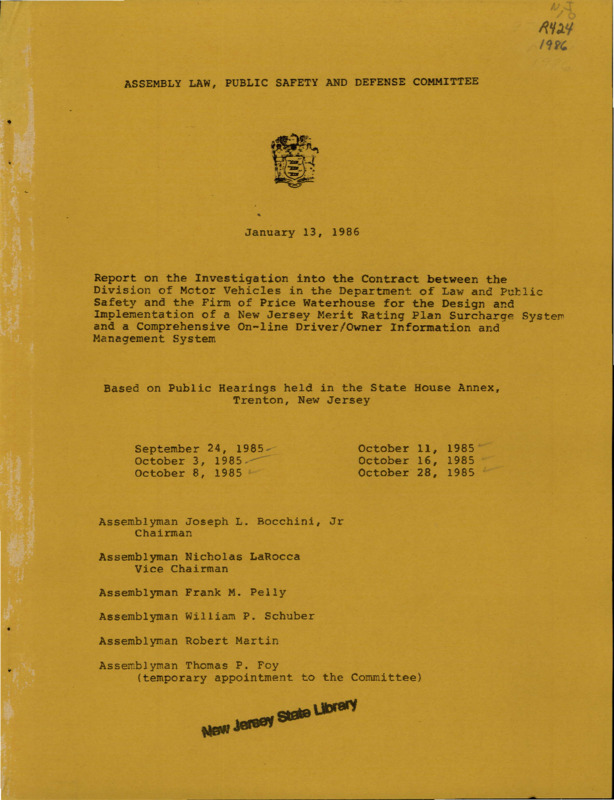 N.J.
R424
1986
ASSEMBLY LAW, PUBLIC SAFETY AND DEFENSE COMMITTEE
January 13, 1986
Report on the Investigation into the Contract between the
Division of Motor Vehicles in the Department of Law and Public
Safety and the Firm of Price Waterhouse for the Design and
Implementation of a New Jersey Merit Rating Plan Surcharge System
and a Comprehensive On-line Driver/Owner Information and
Management System
Based on Public Hearings held in the State House Annex,
Trenton, New Jersey
September 24, 1985 October 11, 1985
October 3, 1985 October 16, 1985
October 8, 1985 October 28, 1985
Assemblyman Joseph L. Bocchini, Jr
Chairman
Assemblyman Nicholas LaRocca
Vice Chairman
Assemblyman Frank M. Pelly
Assemblyman William P. Schuber
Assemblyman Robert Martin
Assemblyman Thomas P. Foy
(temporary appointment to the Committee)
New Jersey State Library